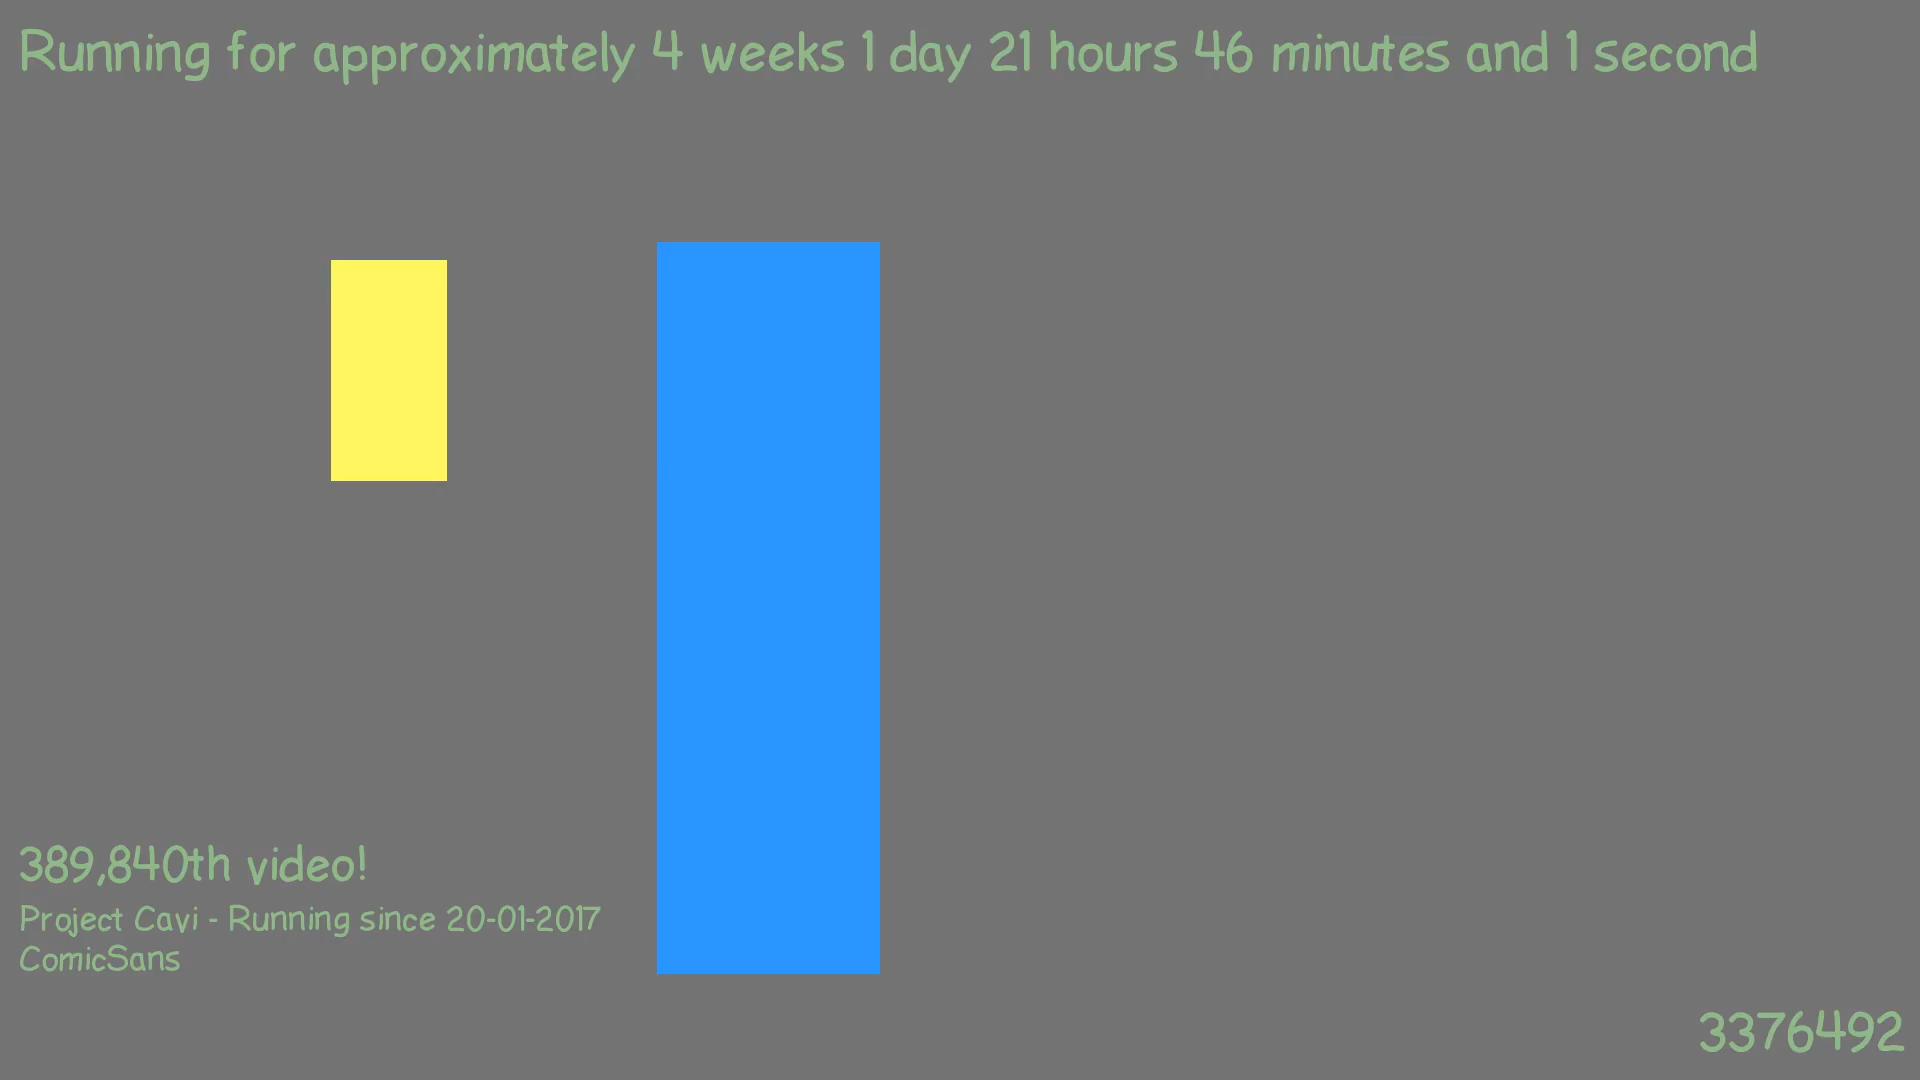 Running for approximately 4 weeks 1 day 21 hours 46 minutes and 1 second
389,840th video!
Project Cavi - Running since 20-01-2017
ComicSans
3376492